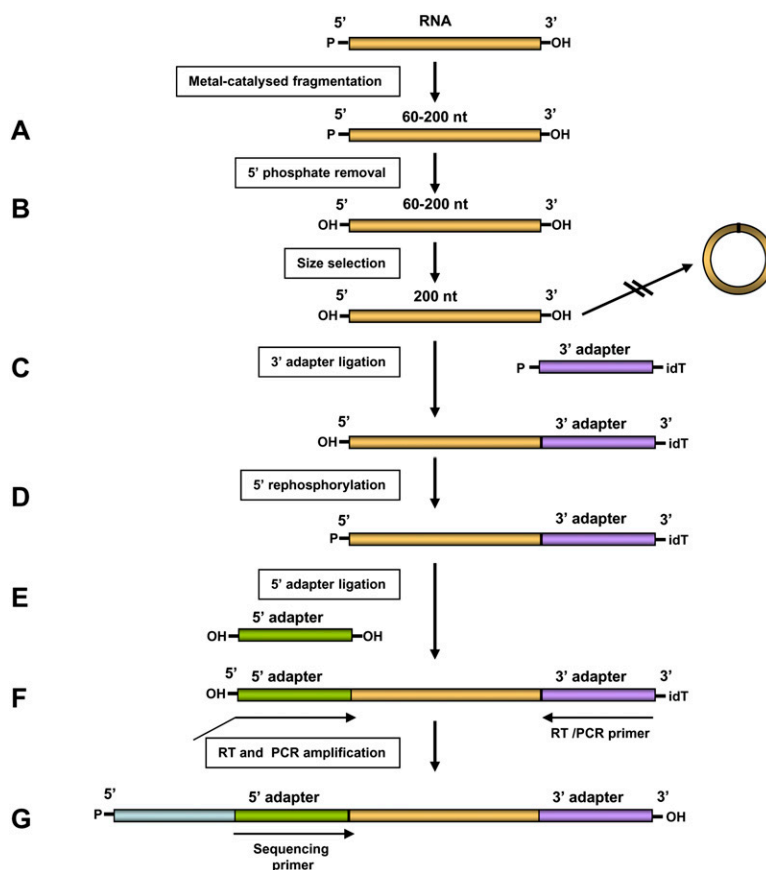 5’ RNA 3’
P OH
Metal-catalysed fragmentation
A
5’ 60-200 nt 3’
P OH
5’ phosphate removal
B
5’ 60-200 nt 3’
OH OH
Size selection
5’ 200 nt 3’
OH OH
C
3’ adapter ligation
3’ adapter
P idT
5’ 3’ adapter 3’
OH idT
D
5’ rephosphorylation
5’ 3’ adapter 3’
P idT
5’ adapter ligation
E
5’ adapter
OH OH
F
5’ 5’ adapter 3’ adapter 3’
OH idT
RT /PCR primer
RT and PCR amplification
G
5’ 5’ adapter 3’ adapter 3’
P OH
Sequencing
primer